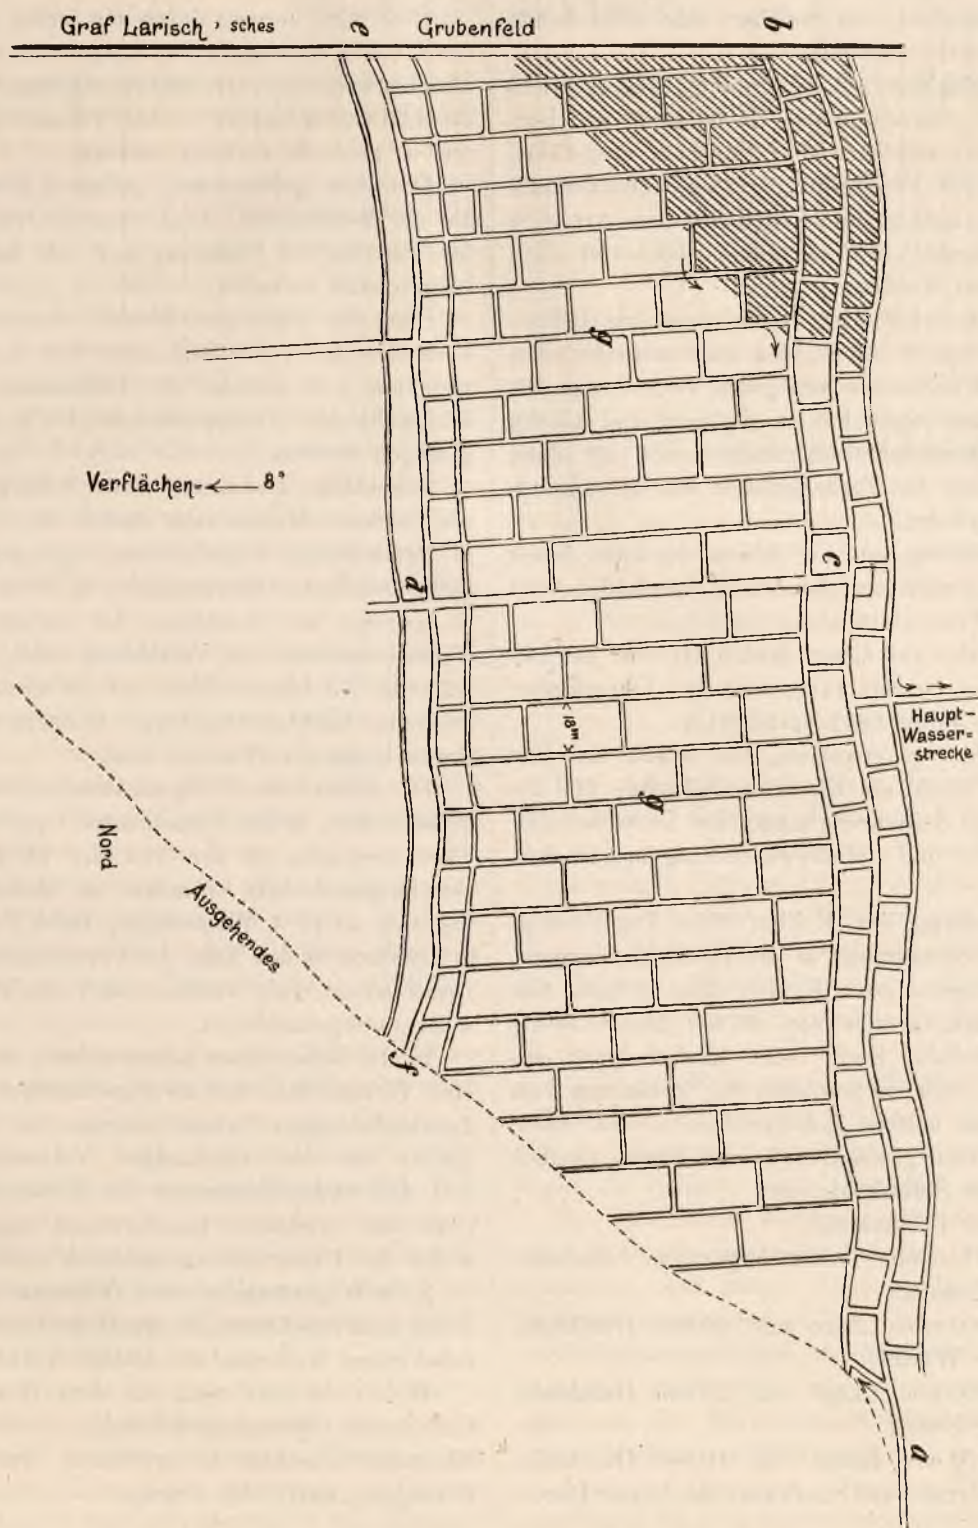 Graf Larisch'sches e Grubenfeld b
g
Verflächen 8°
c
d
18m
Haupt-
Wasser=
strecke
g
Nord
Ausgehendes
f
a